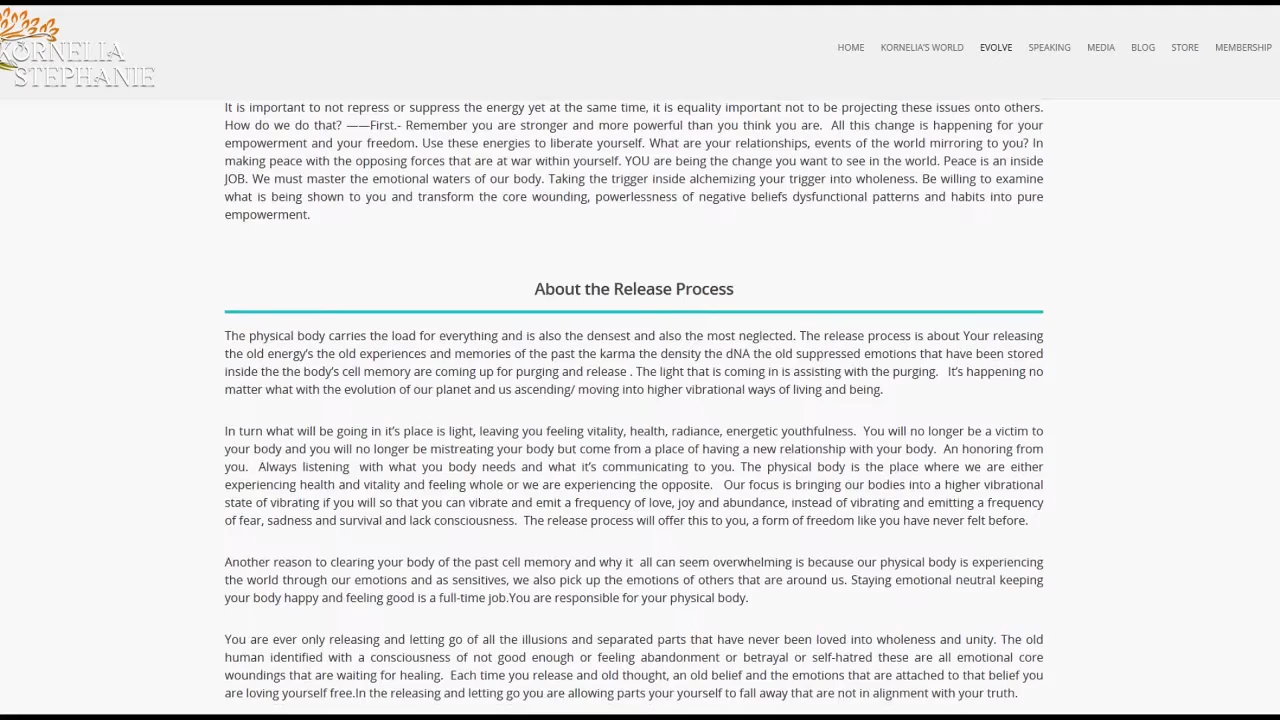 KORNELIA
STEPHANIE
HOME KORNELIA'S WORLD EVOLVE SPEAKING MEDIA BLOG STORE MEMBERSHIP
It is important to not repress or suppress the energy yet at the same time, it is equality important not to be projecting these issues onto others.
How do we do that? ——First.- Remember you are stronger and more powerful than you think you are.  All this change is happening for your
empowerment and your freedom. Use these energies to liberate yourself. What are your relationships, events of the world mirroring to you? In
making peace with the opposing forces that are at war within yourself. YOU are being the change you want to see in the world. Peace is an inside
JOB. We must master the emotional waters of our body. Taking the trigger inside alchemizing your trigger into wholeness. Be willing to examine
what is being shown to you and transform the core wounding, powerlessness of negative beliefs dysfunctional patterns and habits into pure
empowerment.
About the Release Process
The physical body carries the load for everything and is also the densest and also the most neglected. The release process is about Your releasing
the old energy's the old experiences and memories of the past the karma the density the dNA the old suppressed emotions that have been stored
inside the the body's cell memory are coming up for purging and release . The light that is coming in is assisting with the purging.   It's happening no
matter what with the evolution of our planet and us ascending/ moving into higher vibrational ways of living and being.
In turn what will be going in it's place is light, leaving you feeling vitality, health, radiance, energetic youthfulness.  You will no longer be a victim to
your body and you will no longer be mistreating your body but come from a place of having a new relationship with your body.  An honoring from
you.  Always listening  with what you body needs and what it's communicating to you. The physical body is the place where we are either
experiencing health and vitality and feeling whole or we are experiencing the opposite.   Our focus is bringing our bodies into a higher vibrational
state of vibrating if you will so that you can vibrate and emit a frequency of love, joy and abundance, instead of vibrating and emitting a frequency
of fear, sadness and survival and lack consciousness.  The release process will offer this to you, a form of freedom like you have never felt before.
Another reason to clearing your body of the past cell memory and why it  all can seem overwhelming is because our physical body is experiencing
the world through our emotions and as sensitives, we also pick up the emotions of others that are around us. Staying emotional neutral keeping
your body happy and feeling good is a full-time job.You are responsible for your physical body.
You are ever only releasing and letting go of all the illusions and separated parts that have never been loved into wholeness and unity. The old
human identified with a consciousness of not good enough or feeling abandonment or betrayal or self-hatred these are all emotional core
woundings that are waiting for healing.  Each time you release and old thought, an old belief and the emotions that are attached to that belief you
are loving yourself free.In the releasing and letting go you are allowing parts your yourself to fall away that are not in alignment with your truth.